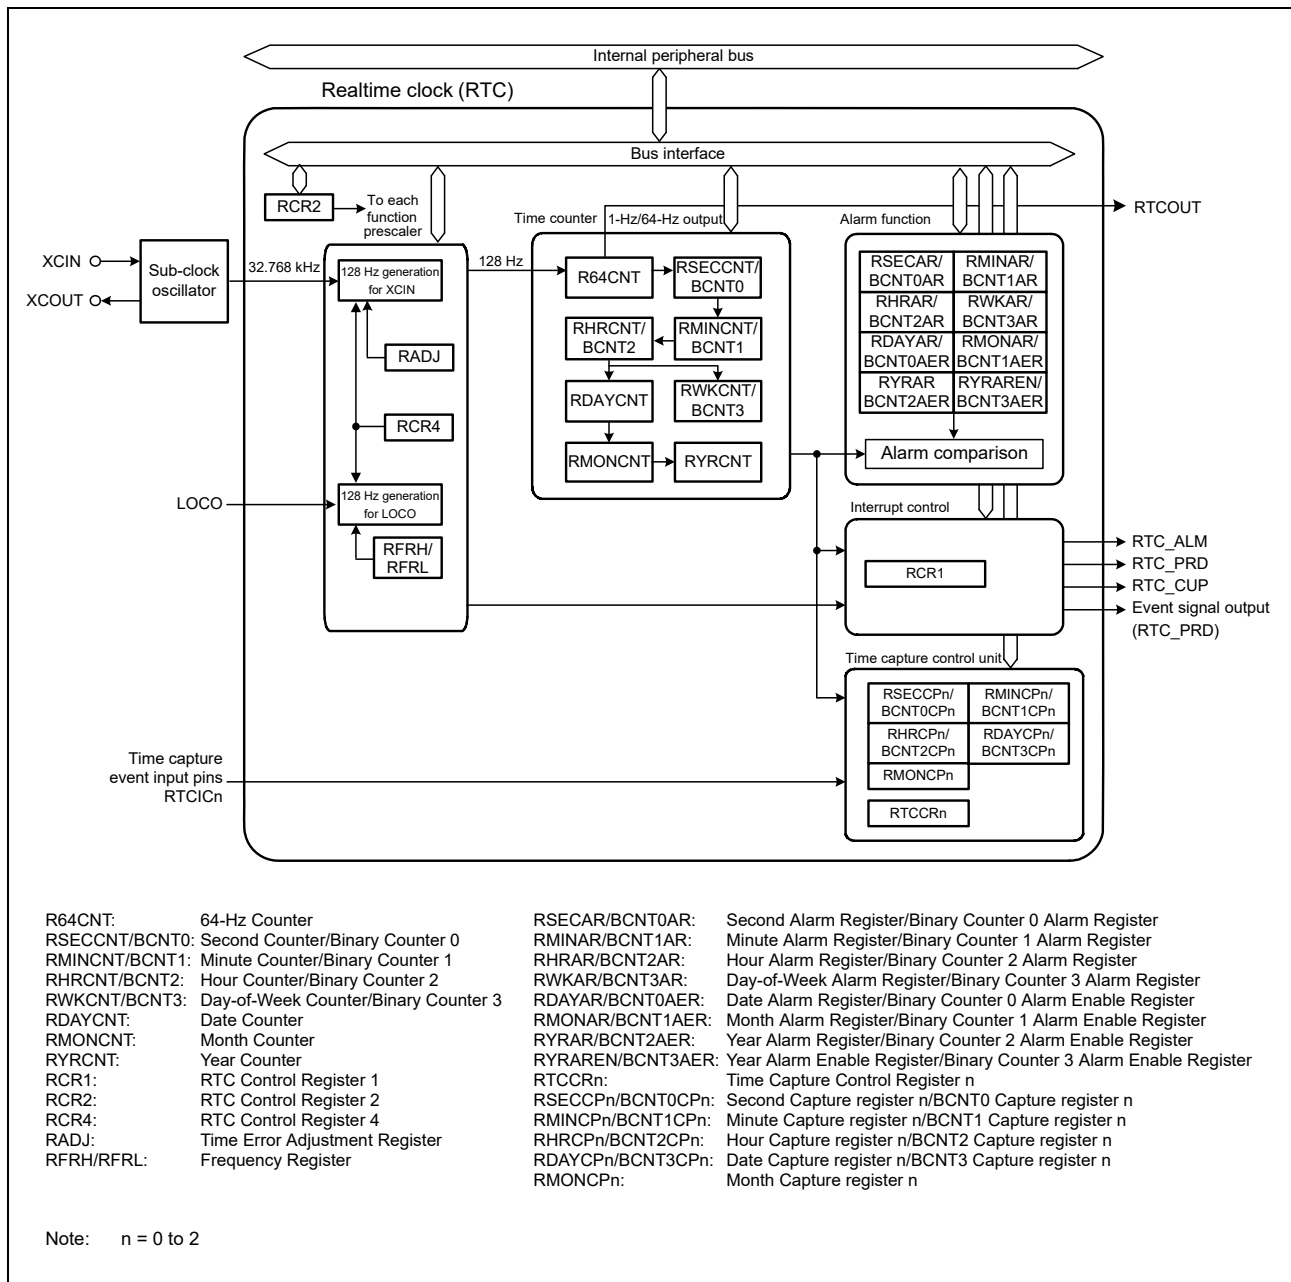 Internal peripheral bus
Realtime clock (RTC)
Bus interface
RCR2
To each
function
prescaler
Time counter
1-Hz/64-Hz output
Alarm function
RTCOUT
XCIN
XCOUT
Sub-clock
oscillator
32.768 kHz
128 Hz generation
for XCIN
RADJ
RCR4
LOCO
128 Hz generation
for LOCO
RFRH/
RFRL
128 Hz
R64CNT
RSECCNT/
BCNT0
RHRCNT/
BCNT2
RMINCNT/
BCNT1
RDAYCNT
RWKCNT/
BCNT3
RMONCNT
RYRCNT
RSECAR/
BCNT0AR
RMINAR/
BCNT1AR
RHRAR/
BCNT2AR
RWKAR/
BCNT3AR
RDAYAR/
BCNT0AER
RMONAR/
BCNT1AER
RYRAR
BCNT2AER
RYRAREN/
BCNT3AER
Alarm comparison
Interrupt control
RCR1
RTC_ALM
RTC_PRD
RTC_CUP
Event signal output
(RTC_PRD)
Time capture control unit
RSECCPn/
BCNT0CPn
RMINCPn/
BCNT1CPn
RHRCPn/
BCNT2CPn
RDAYCPn/
BCNT3CPn
RMONCPn
RTCCRn
Time capture
event input pins
RTCICn
R64CNT: 64-Hz Counter
RSECCNT/BCNT0: Second Counter/Binary Counter 0
RMINCNT/BCNT1: Minute Counter/Binary Counter 1
RHRCNT/BCNT2: Hour Counter/Binary Counter 2
RWKCNT/BCNT3: Day-of-Week Counter/Binary Counter 3
RDAYCNT: Date Counter
RMONCNT: Month Counter
RYRCNT: Year Counter
RCR1: RTC Control Register 1
RCR2: RTC Control Register 2
RCR4: RTC Control Register 4
RADJ: Time Error Adjustment Register
RFRH/RFRL: Frequency Register
RSECAR/BCNT0AR: Second Alarm Register/Binary Counter 0 Alarm Register
RMINAR/BCNT1AR: Minute Alarm Register/Binary Counter 1 Alarm Register
RHRAR/BCNT2AR: Hour Alarm Register/Binary Counter 2 Alarm Register
RWKAR/BCNT3AR: Day-of-Week Alarm Register/Binary Counter 3 Alarm Register
RDAYAR/BCNT0AER: Date Alarm Register/Binary Counter 0 Alarm Enable Register
RMONAR/BCNT1AER: Month Alarm Register/Binary Counter 1 Alarm Enable Register
RYRAR/BCNT2AER: Year Alarm Register/Binary Counter 2 Alarm Enable Register
RYRAREN/BCNT3AER: Year Alarm Enable Register/Binary Counter 3 Alarm Enable Register
RTCCRn: Time Capture Control Register n
RSECCPn/BCNT0CPn: Second Capture register n/BCNT0 Capture register n
RMINCPn/BCNT1CPn: Minute Capture register n/BCNT1 Capture register n
RHRCPn/BCNT2CPn: Hour Capture register n/BCNT2 Capture register n
RDAYCPn/BCNT3CPn: Date Capture register n/BCNT3 Capture register n
RMONCPn: Month Capture register n
Note: n = 0 to 2